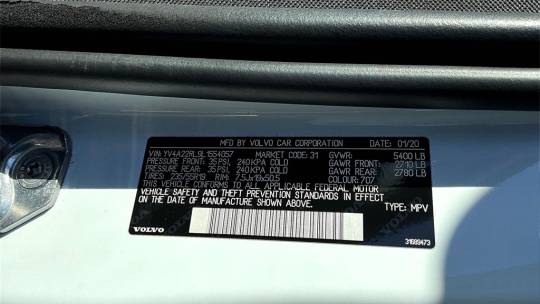 MFD BY VOLVO CAR CORPORATION DATE: 01/20
VIN: YV4A22RL9L1554057 MARKET CODE: 31 GVWR: 5400 LB
PRESSURE FRONT: 35PSI, 240KPA COLD GAWR FRONT: 2710 LB
PRESSURE REAR: 35PSI, 240KPA COLD GAWR REAR: 2780 LB
TIRES: 235/55R19 RIM: 7.5Jx19x50.5 COLOUR: 707
THIS VEHICLE CONFORMS TO ALL APPLICABLE FEDERAL MOTOR
VEHICLE SAFETY AND THEFT PREVENTION STANDARDS IN EFFECT
ON THE DATE OF MANUFACTURE SHOWN ABOVE. TYPE: MPV
VOLVO 31689473